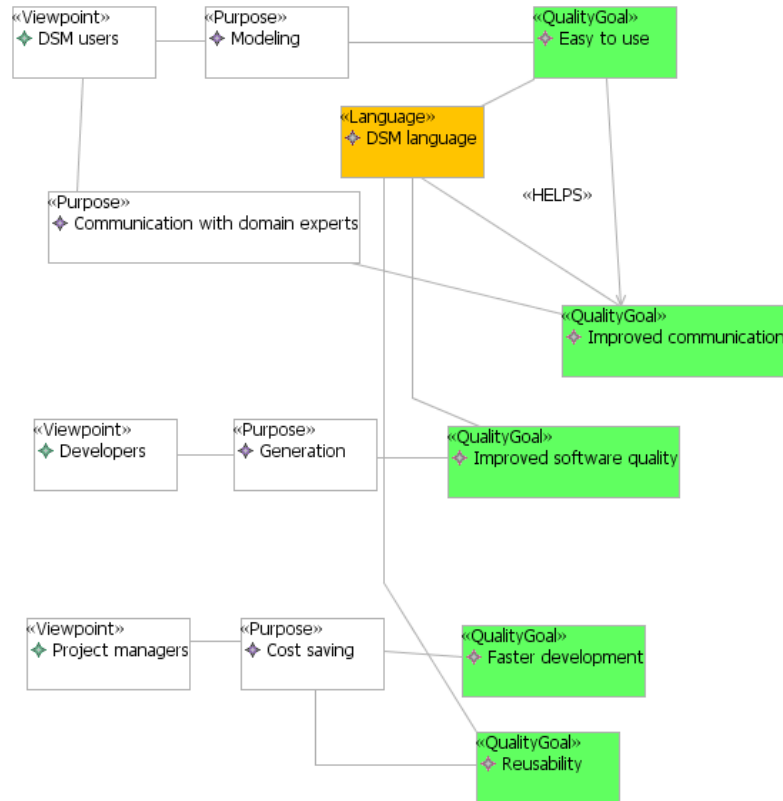 «Viewpoint»
DSM users
«Purpose»
Modeling
«QualityGoal»
Easy to use
«Language»
DSM language
«HELPS»
«Purpose»
Communication with domain experts
«QualityGoal»
Improved communication
«Viewpoint»
Developers
«Purpose»
Generation
«QualityGoal»
Improved software quality
«Viewpoint»
Project managers
«Purpose»
Cost saving
«QualityGoal»
Faster development
«QualityGoal»
Reusability